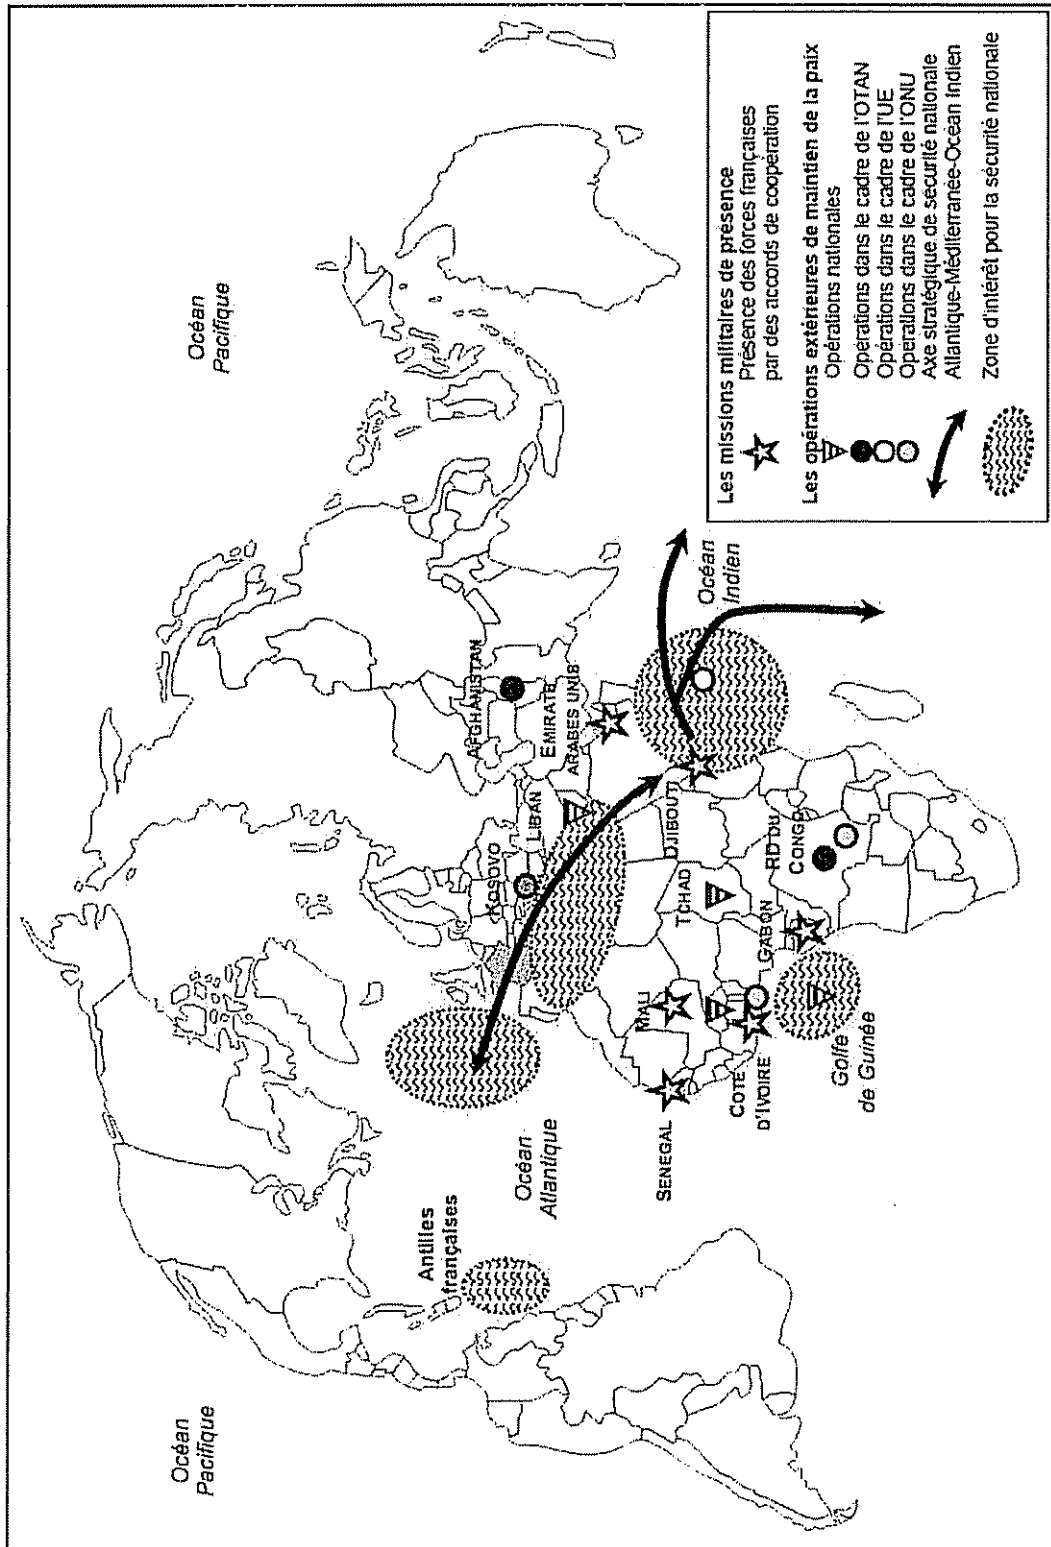 Océan
Pacifique
Océan
Pacifique
Antilles
françaises
Océan
Atlantique
KOSOVO
LIBAN
AFGHANISTAN
EMIRATE
ARABES UNIS
SENEGAL
MALI
COTE
D'IVOIRE
TCHAD
GABON
RD DU
CONGO
DJIBOUTI
Golfe
de Guinée
Océan
Indien
Les missions militaires de présence
Présence des forces françaises
par des accords de coopération
Les opérations extérieures de maintien de la paix
Opérations nationales
Opérations dans le cadre de l'OTAN
Opérations dans le cadre de l'UE
Opérations dans le cadre de l'ONU
Axe stratégique de sécurité nationale
Atlantique-Méditerranée-Océan Indien
Zone d'intérêt pour la sécurité nationale